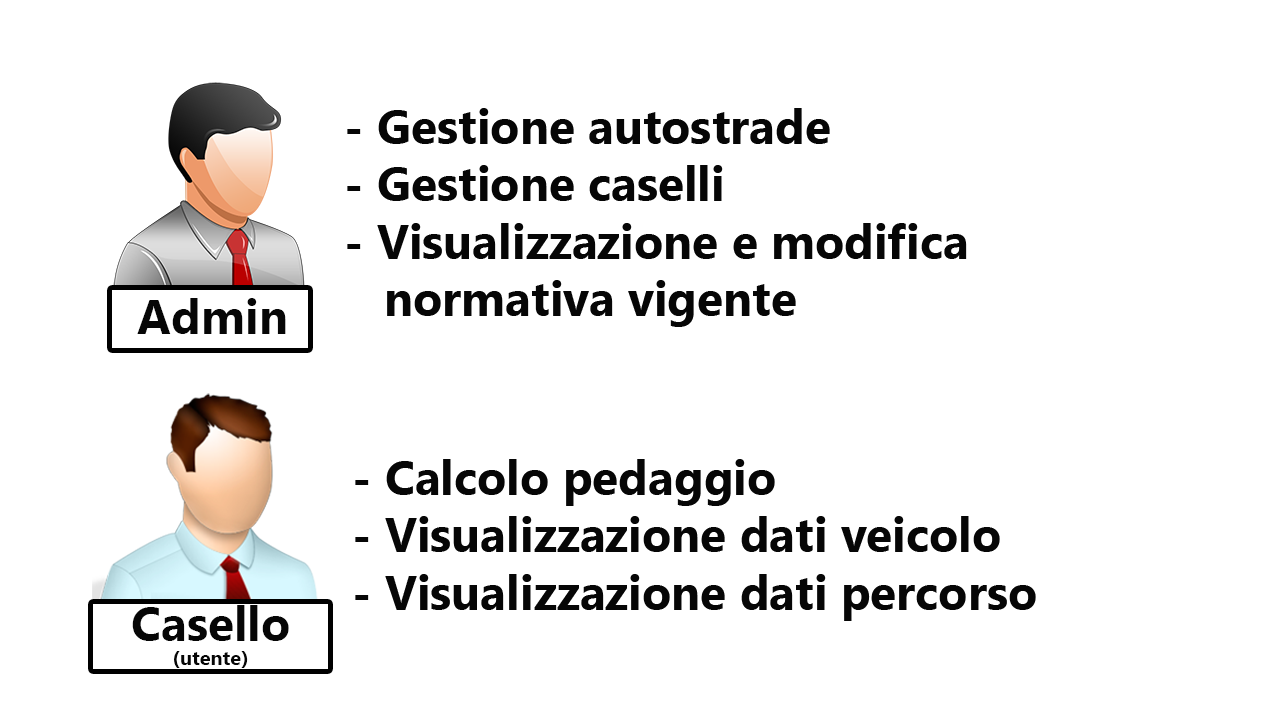 - Gestione autostrade
- Gestione caselli
- Visualizzazione e modifica
normativa vigente
Admin
- Calcolo pedaggio
- Visualizzazione dati veicolo
- Visualizzazione dati percorso
Casello
(utente)